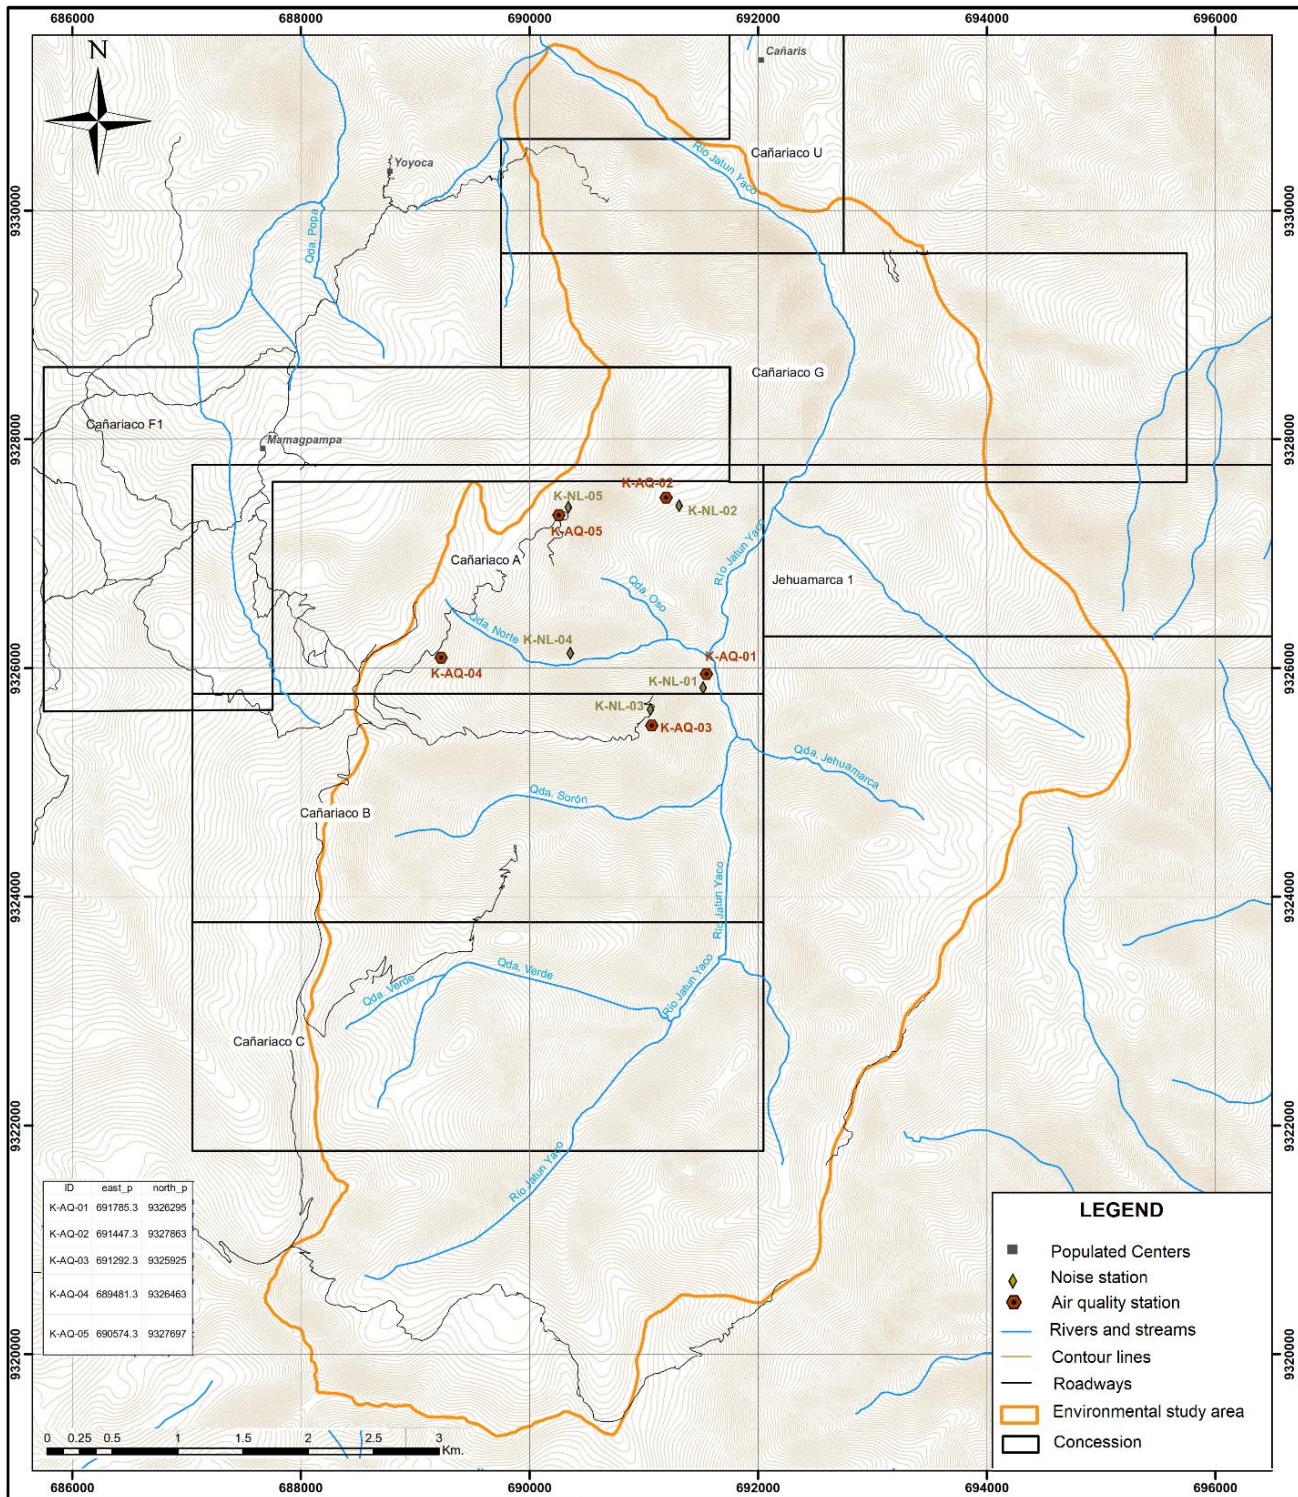 686000 688000 690000 692000 694000 696000
N
Cañaris
Yoyoca
Cañariaco U
Río Jatun Yaco
9330000 9330000
Qda. Popa
Cañariaco G
Cañariaco F1
Mamagpampa
9328000 9328000
K-AQ-02
K-NL-05
K-NL-02
K-AQ-05
Cañariaco A
Río Jatun Yaco
Jehuamarca 1
Qda. Oso
Qda. Norte
K-NL-04
K-AQ-01
9326000 9326000
K-AQ-04
K-NL-01
K-NL-03
K-AQ-03
Qda. Jehuamarca
Qda. Sorón
Cañariaco B
9324000 9324000
Río Jatun Yaco
Qda. Verde
Qda. Verde
Río Jatun Yaco
Cañariaco C
9322000 9322000
Río Jatun Yaco
ID east_p north_p
K-AQ-01 691785.3 9326295
K-AQ-02 691447.3 9327863
K-AQ-03 691292.3 9325925
K-AQ-04 689481.3 9326463
K-AQ-05 690574.3 9327697
9320000 9320000
LEGEND
Populated Centers
Noise station
Air quality station
Rivers and streams
Contour lines
Roadways
Environmental study area
Concession
0 0.25 0.5 1 1.5 2 2.5 3
Km.
686000 688000 690000 692000 694000 696000